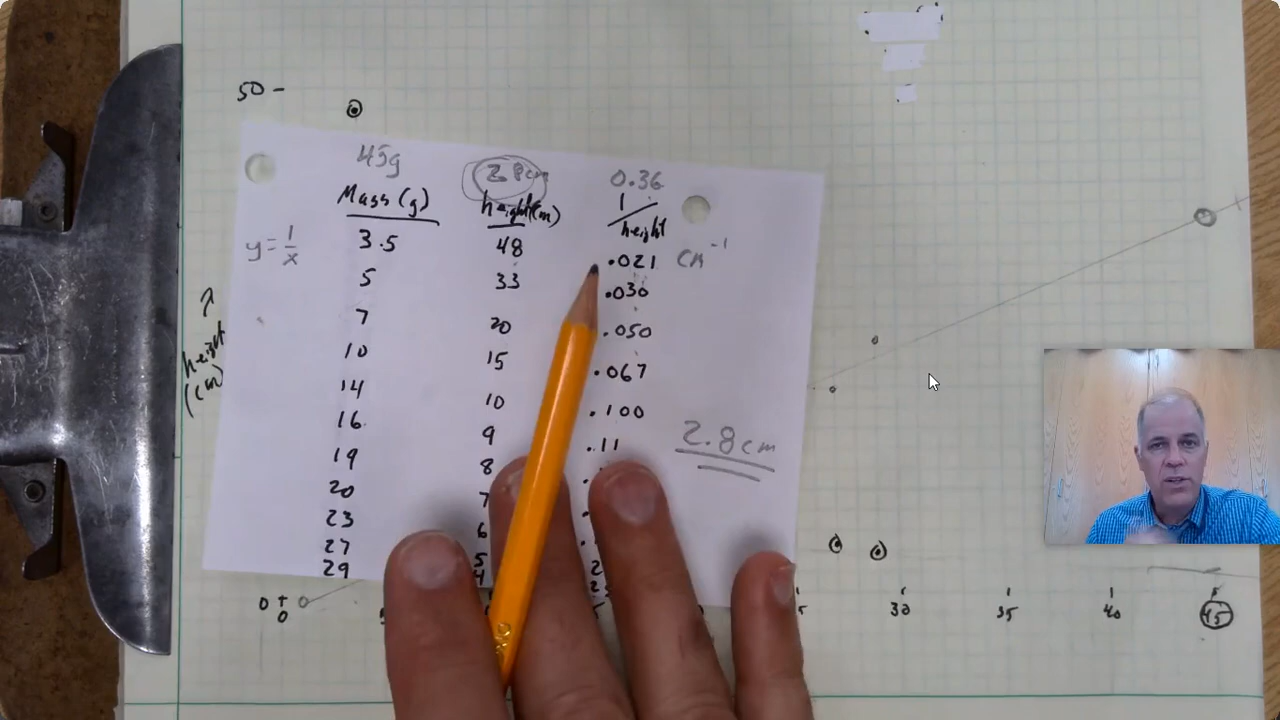 50 -
45g 2.8cm 0.36
Mass (g) height (cm) 1/height
y = 1/x
3.5 48 .021 cm⁻¹
5 33 .030
7 20 .050
10 15 .067
14 10 .100
16 9 .11
19 8
20 7
23 6
27 5
29 4
2.8cm
height
(cm)
0
0
30 35 40 45